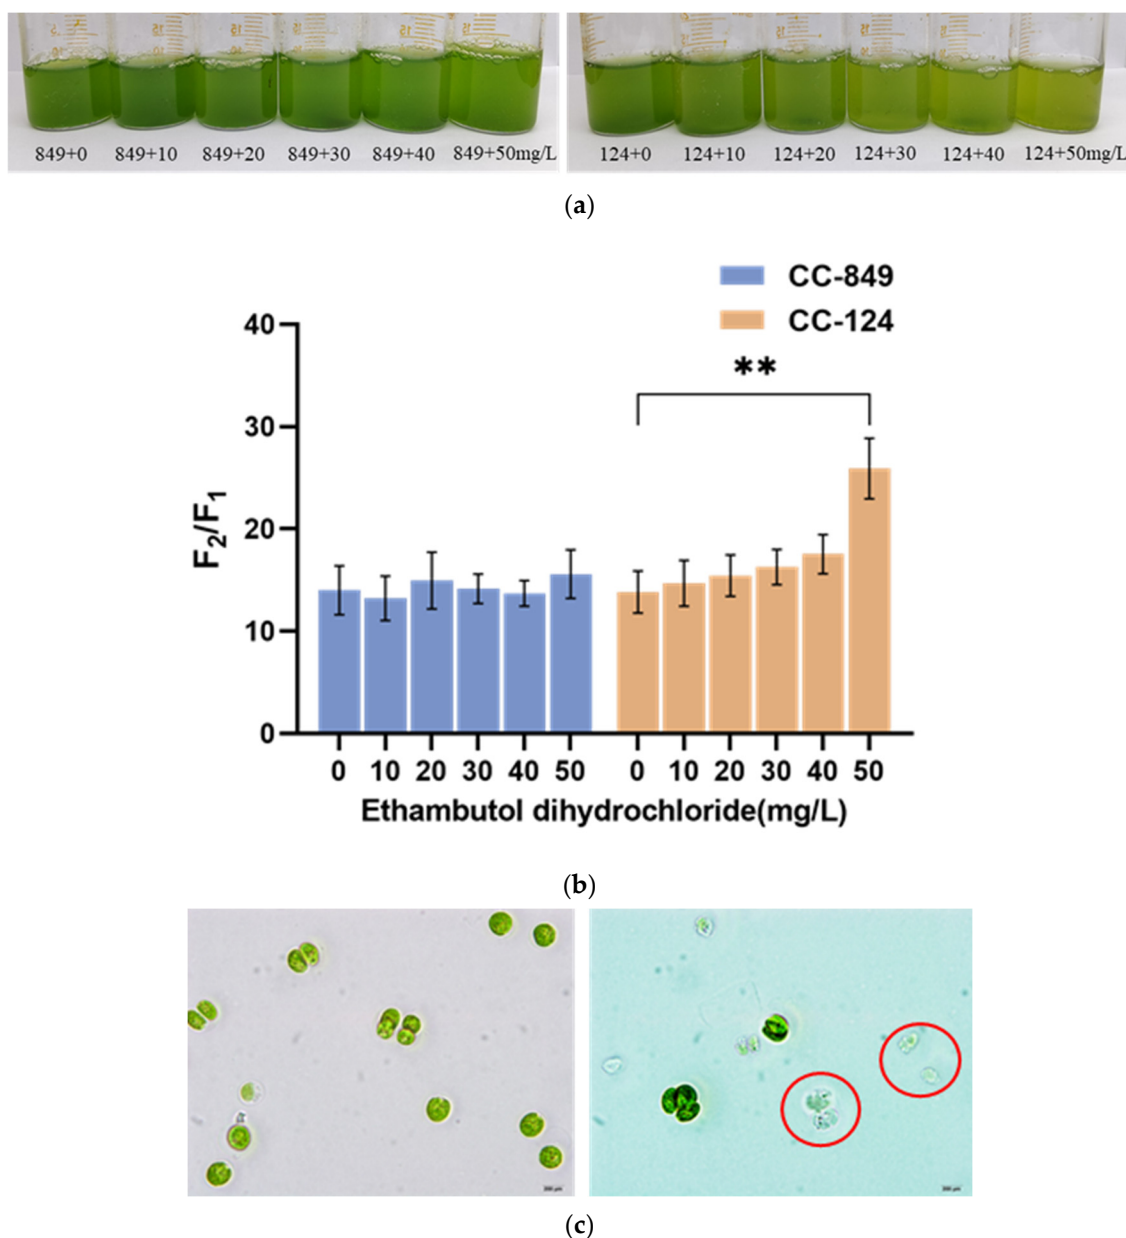 849+0 849+10 849+20 849+30 849+40 849+50mg/L
124+0 124+10 124+20 124+30 124+40 124+50mg/L
(a)
CC-849
CC-124
**
40
30
20
10
0
F2/F1
0 10 20 30 40 50 0 10 20 30 40 50
Ethambutol dihydrochloride(mg/L)
(b)
(c)